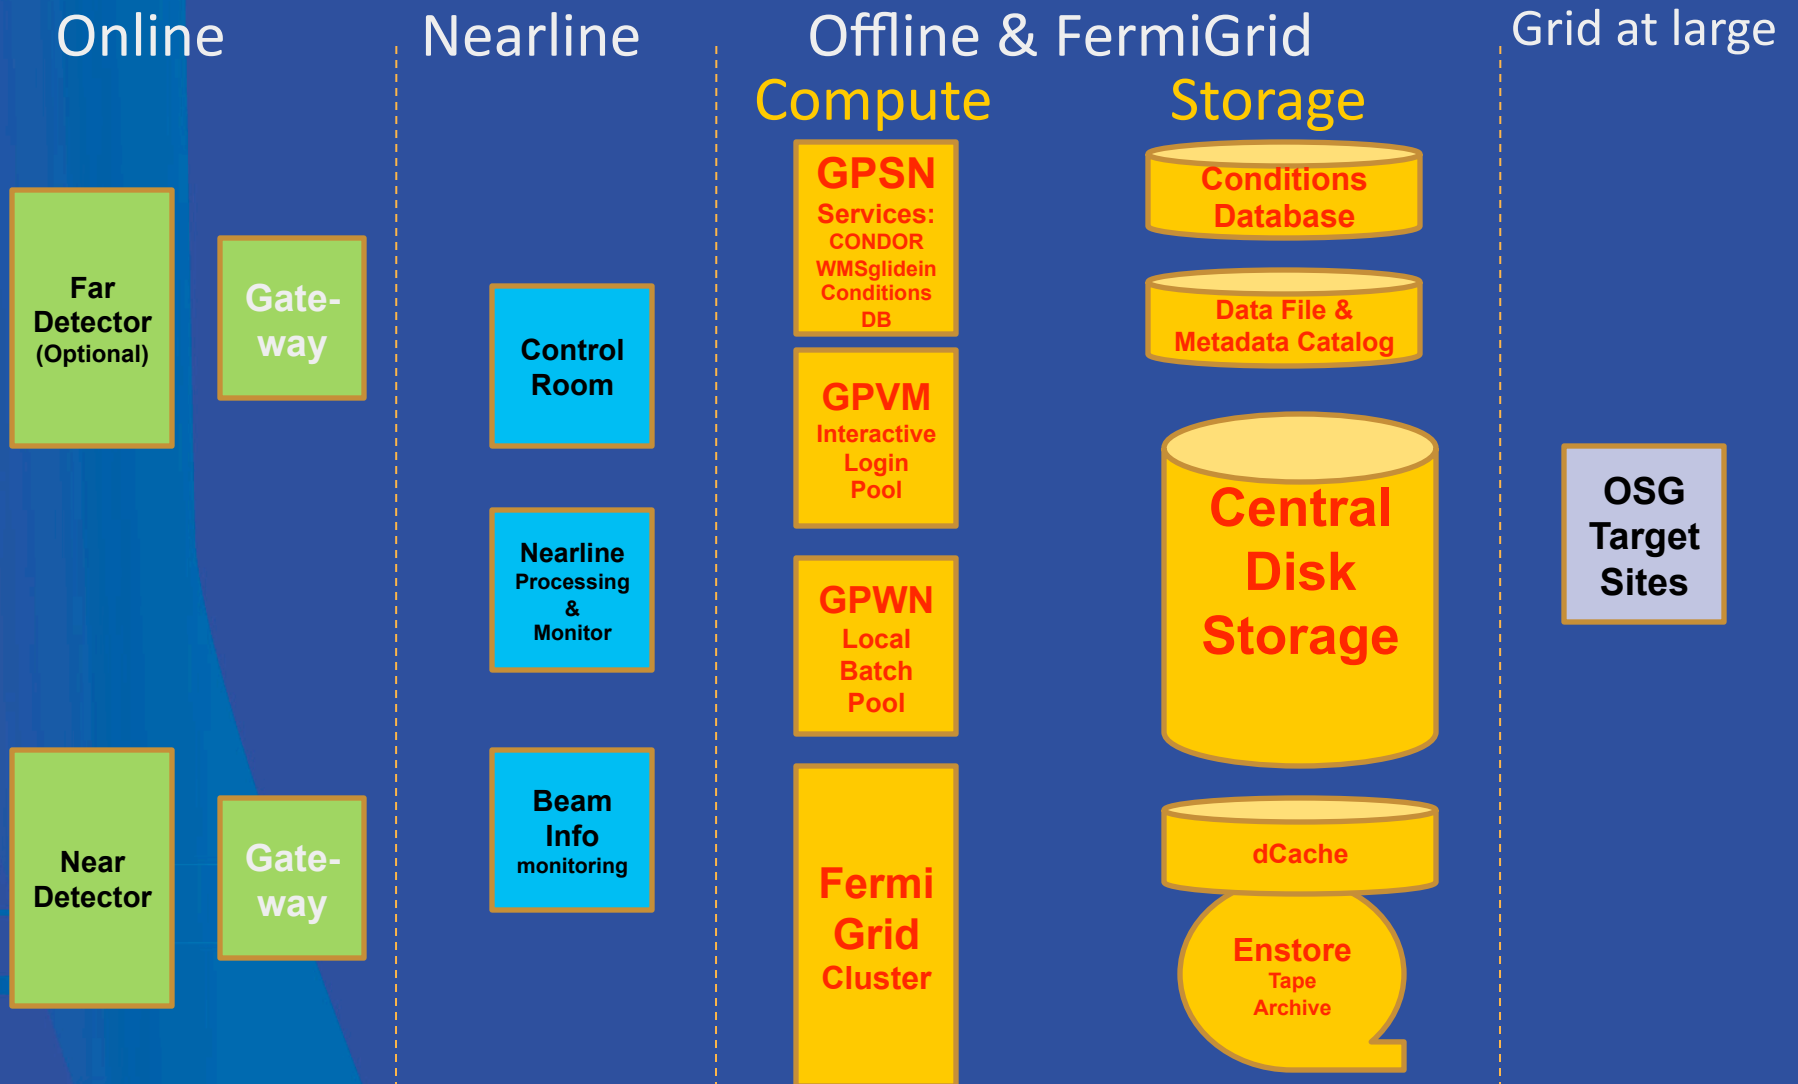 Online
Nearline
Offline & FermiGrid
Grid at large
Compute
Storage
Far
Detector
(Optional)
Gate-
way
Near
Detector
Gate-
way
Control
Room
Nearline
Processing
&
Monitor
Beam
Info
monitoring
GPSN
Services:
CONDOR
WMSglidein
Conditions
DB
GPVM
Interactive
Login
Pool
GPWN
Local
Batch
Pool
Fermi
Grid
Cluster
Conditions
Database
Data File &
Metadata Catalog
Central
Disk
Storage
dCache
Enstore
Tape
Archive
OSG
Target
Sites